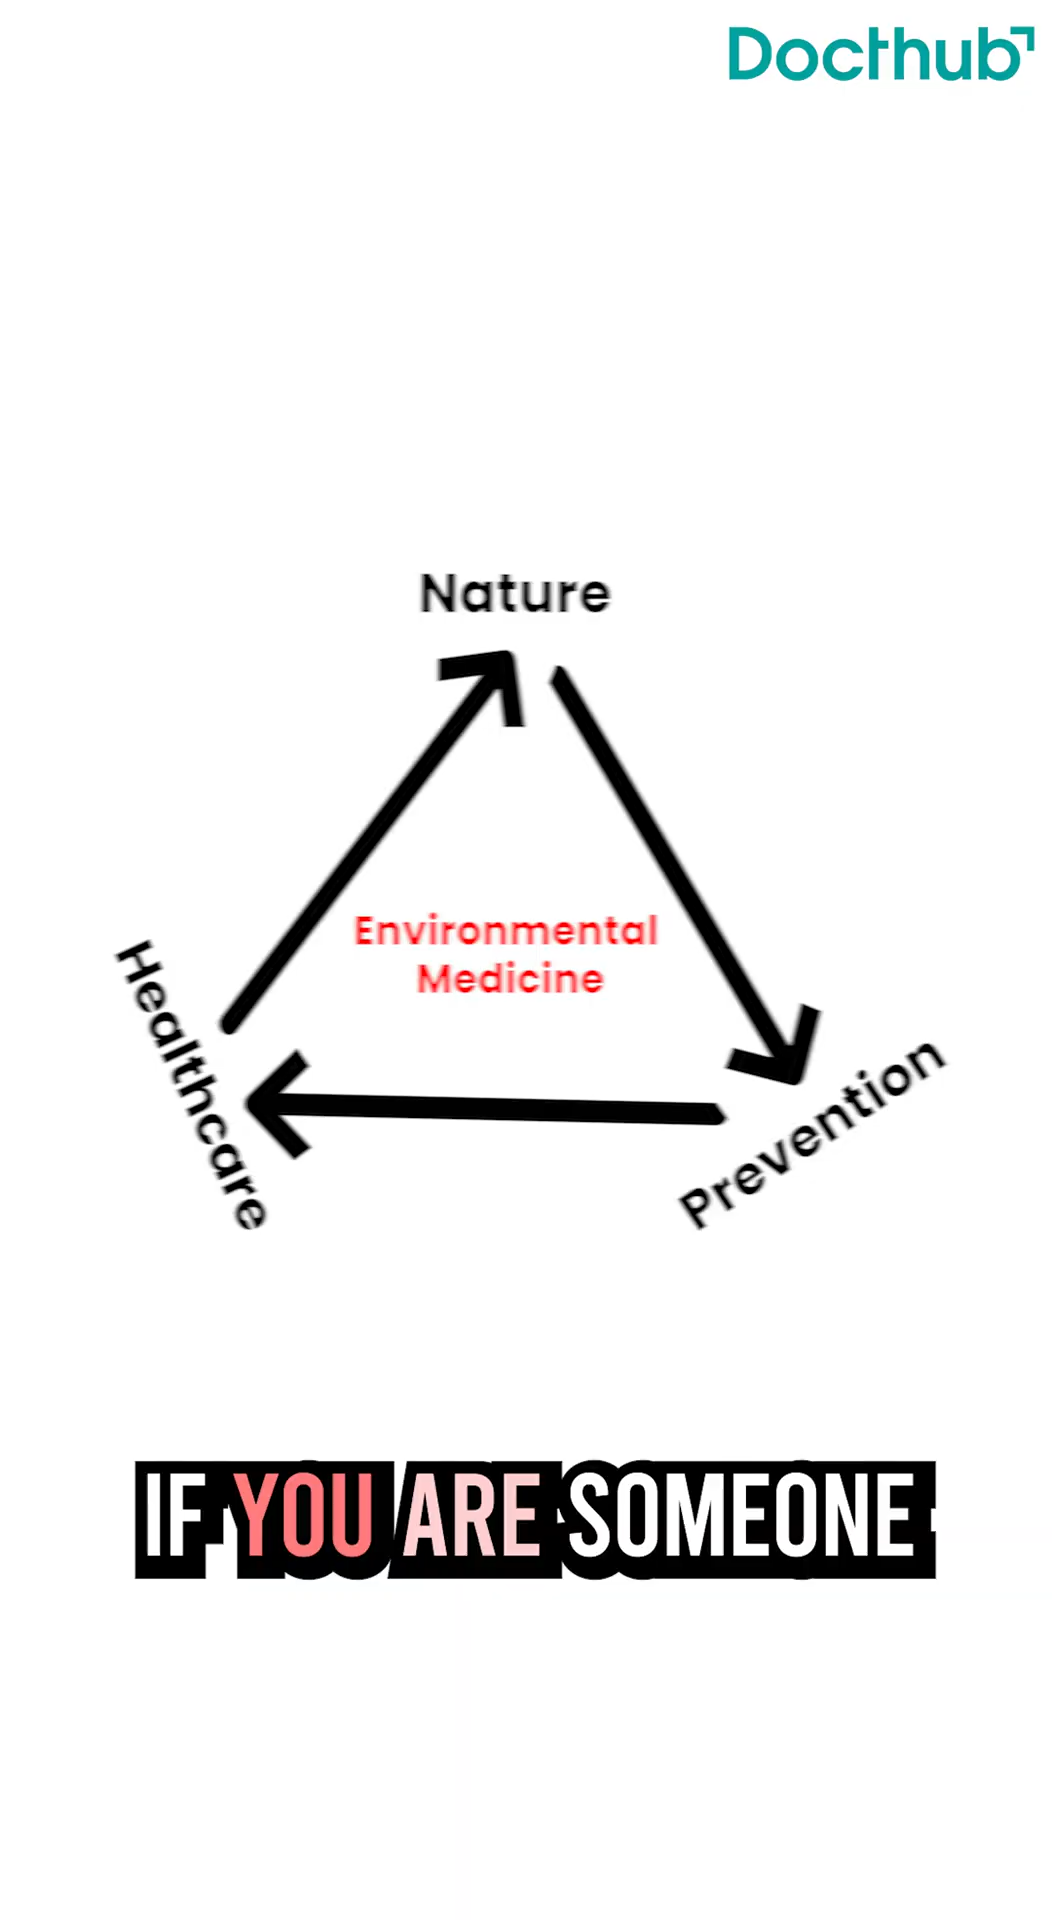 Docthub
Nature
Environmental
Medicine
Healthcare
Prevention
IF YOU ARE SOMEONE